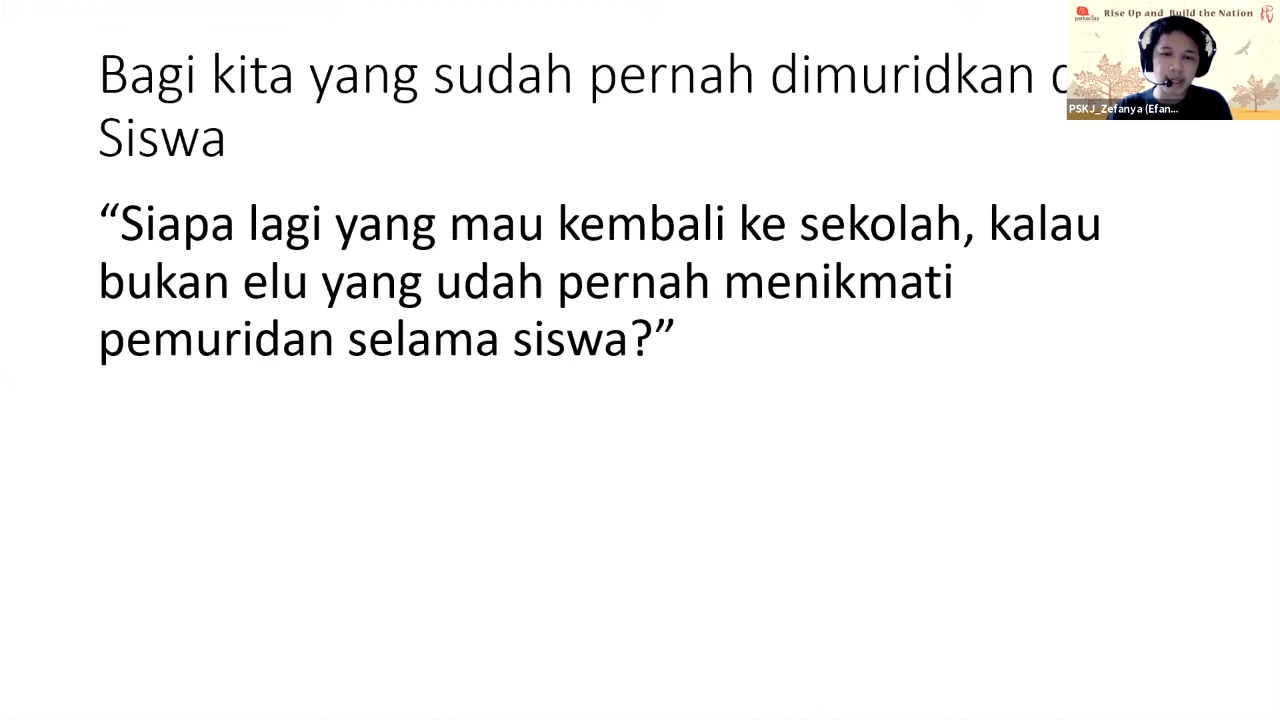 Bagi kita yang sudah pernah dimuridkan
Siswa
“Siapa lagi yang mau kembali ke sekolah, kalau
bukan elu yang udah pernah menikmati
pemuridan selama siswa?”
perkantas
Rise Up and Build the Nation
PSKJ_Zefanya (Efan...